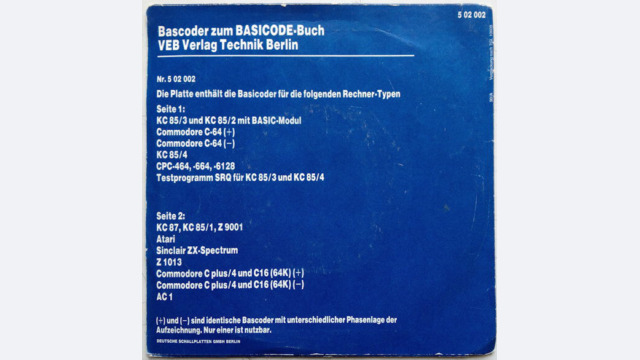 5 02 002
Bascoder zum BASICODE-Buch
VEB Verlag Technik Berlin
Nr. 5 02 002
Die Platte enthält die Basicoder für die folgenden Rechner-Typen
Seite 1:
KC 85/3 und KC 85/2 mit BASIC-Modul
Commodore C-64 (+)
Commodore C-64 (−)
KC 85/4
CPC-464, -664, -6128
Testprogramm SRQ für KC 85/3 und KC 85/4
Seite 2:
KC 87, KC 85/1, Z 9001
Atari
Sinclair ZX-Spectrum
Z 1013
Commodore C plus/4 und C16 (64K) (+)
Commodore C plus/4 und C16 (64K) (−)
AC 1
(+) und (−) sind identische Bascoder mit unterschiedlicher Phasenlage der
Aufzeichnung. Nur einer ist nutzbar.
DEUTSCHE SCHALLPLATTEN GMBH BERLIN